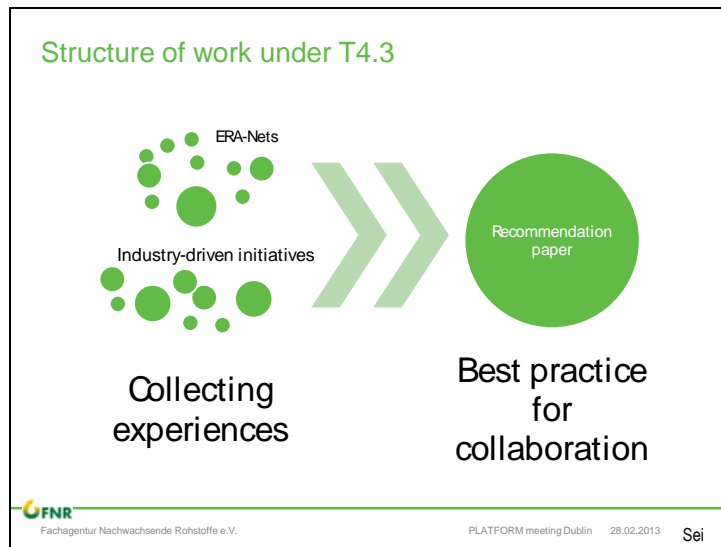 Structure of work under T4.3
ERA-Nets
Industry-driven initiatives
Recommendation
paper
Collecting
experiences
Best practice
for
collaboration
FNR
Fachagentur Nachwachsende Rohstoffe e.V.
PLATFORM meeting Dublin 28.02.2013 Sei